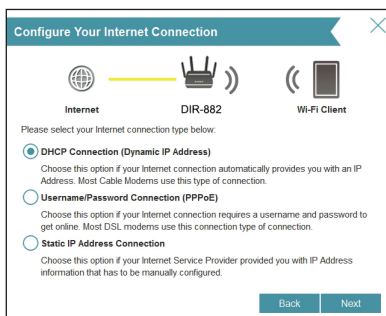 Configure Your Internet Connection
Internet
DIR-882
Wi-Fi Client
Please select your Internet connection type below:
DHCP Connection (Dynamic IP Address)
Choose this option if your Internet connection automatically provides you with an IP
Address. Most Cable Modems use this type of connection.
Username/Password Connection (PPPoE)
Choose this option if your Internet connection requires a username and password to
get online. Most DSL modems use this connection type of connection.
Static IP Address Connection
Choose this option if your Internet Service Provider provided you with IP Address
information that has to be manually configured.
Back Next